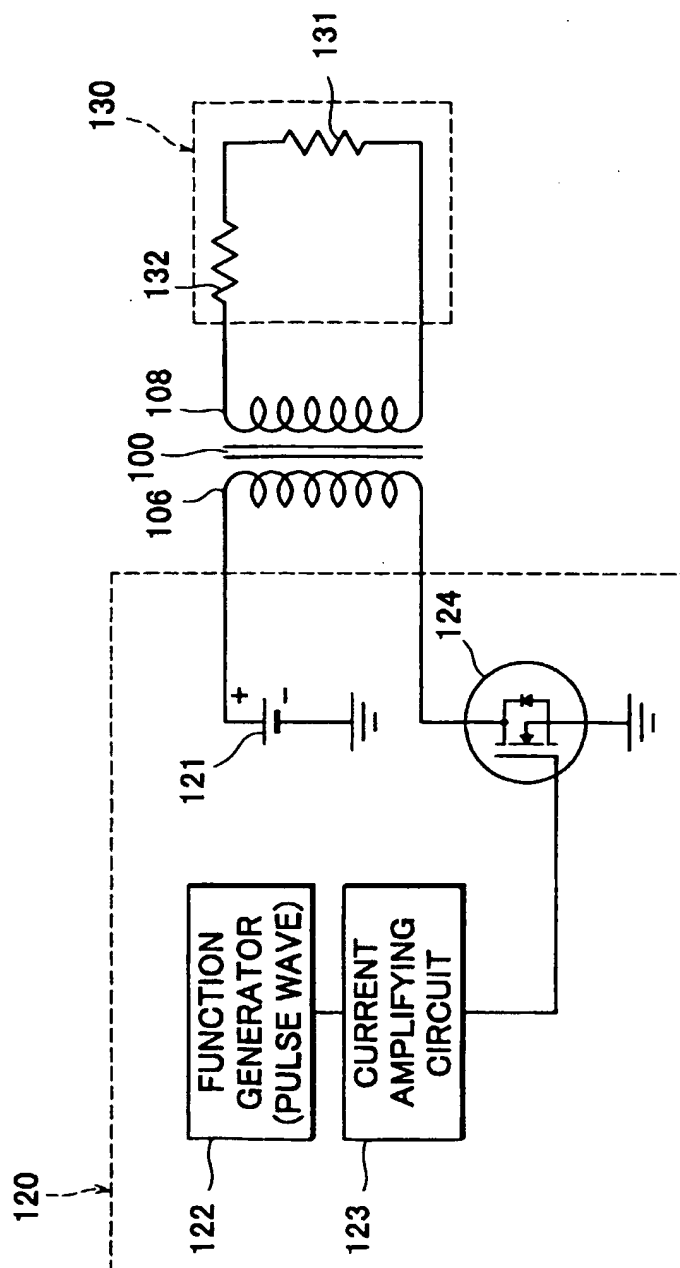 120
122
FUNCTION
GENERATOR
(PULSE WAVE)
123
CURRENT
AMPLIFYING
CIRCUIT
121
+
−
124
106
100
108
132
130
131